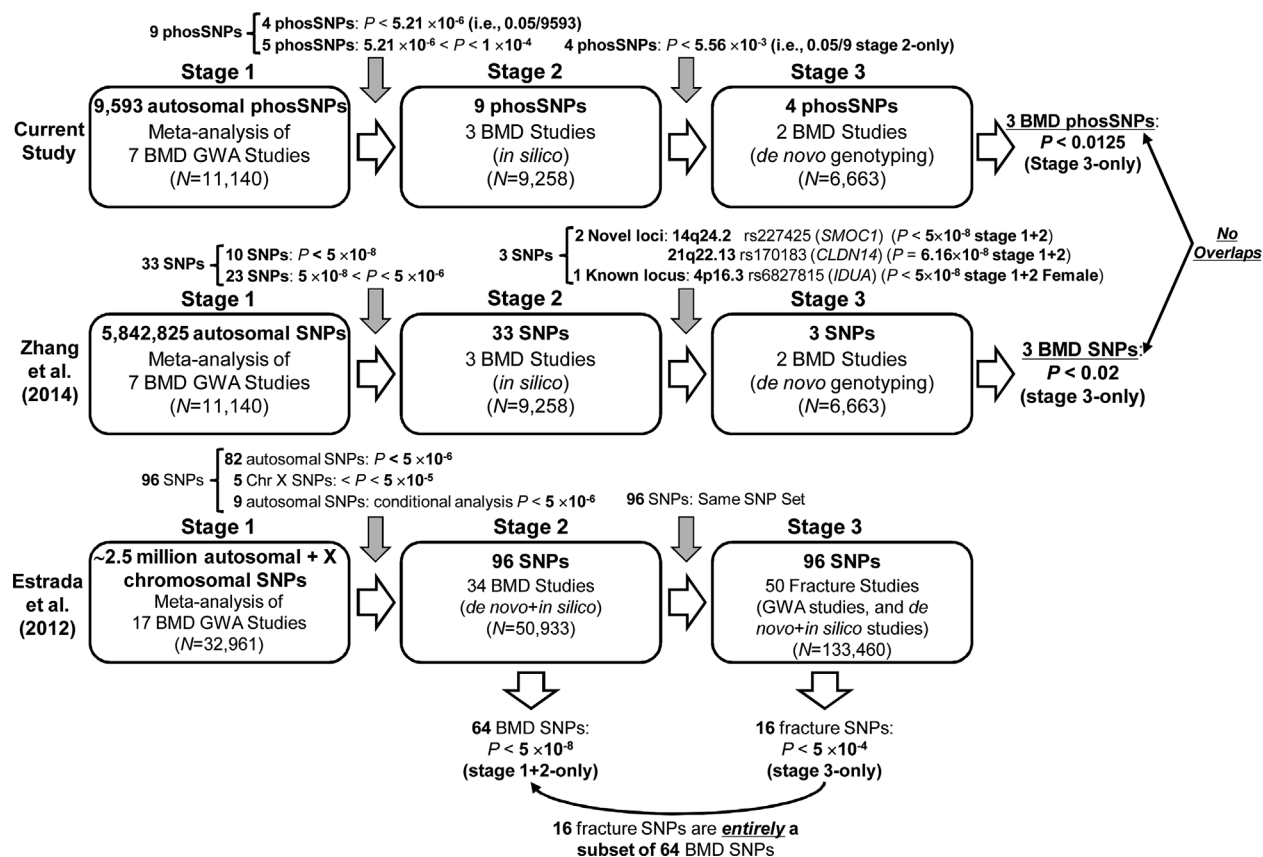 9 phosSNPs
4 phosSNPs: P < 5.21 ×10-6 (i.e., 0.05/9593)
5 phosSNPs: 5.21 ×10-6 < P < 1 ×10-4
4 phosSNPs: P < 5.56 ×10-3 (i.e., 0.05/9 stage 2-only)
Stage 1
Stage 2
Stage 3
Current
Study
9,593 autosomal phosSNPs
Meta-analysis of
7 BMD GWA Studies
(N=11,140)
9 phosSNPs
3 BMD Studies
(in silico)
(N=9,258)
4 phosSNPs
2 BMD Studies
(de novo genotyping)
(N=6,663)
3 BMD phosSNPs:
P < 0.0125
(Stage 3-only)
No
Overlaps
33 SNPs
10 SNPs: P < 5 ×10-8
23 SNPs: 5 ×10-8 < P < 5 ×10-6
3 SNPs
2 Novel loci: 14q24.2 rs227425 (SMOC1) (P < 5×10-8 stage 1+2)
21q22.13 rs170183 (CLDN14) (P = 6.16×10-8 stage 1+2)
1 Known locus: 4p16.3 rs6827815 (IDUA) (P < 5×10-8 stage 1+2 Female)
Stage 1
Stage 2
Stage 3
Zhang
et al.
(2014)
5,842,825 autosomal SNPs
Meta-analysis of
7 BMD GWA Studies
(N=11,140)
33 SNPs
3 BMD Studies
(in silico)
(N=9,258)
3 SNPs
2 BMD Studies
(de novo genotyping)
(N=6,663)
3 BMD SNPs:
P < 0.02
(stage 3-only)
96 SNPs
82 autosomal SNPs: P < 5 ×10-6
5 Chr X SNPs: < P < 5 ×10-5
9 autosomal SNPs: conditional analysis P < 5 ×10-6
96 SNPs: Same SNP Set
Stage 1
Stage 2
Stage 3
Estrada
et al.
(2012)
~2.5 million autosomal + X
chromosomal SNPs
Meta-analysis of
17 BMD GWA Studies
(N=32,961)
96 SNPs
34 BMD Studies
(de novo+in silico)
(N=50,933)
96 SNPs
50 Fracture Studies
(GWA studies, and de
novo+in silico studies)
(N=133,460)
64 BMD SNPs:
P < 5 ×10-8
(stage 1+2-only)
16 fracture SNPs:
P < 5 ×10-4
(stage 3-only)
16 fracture SNPs are entirely a
subset of 64 BMD SNPs